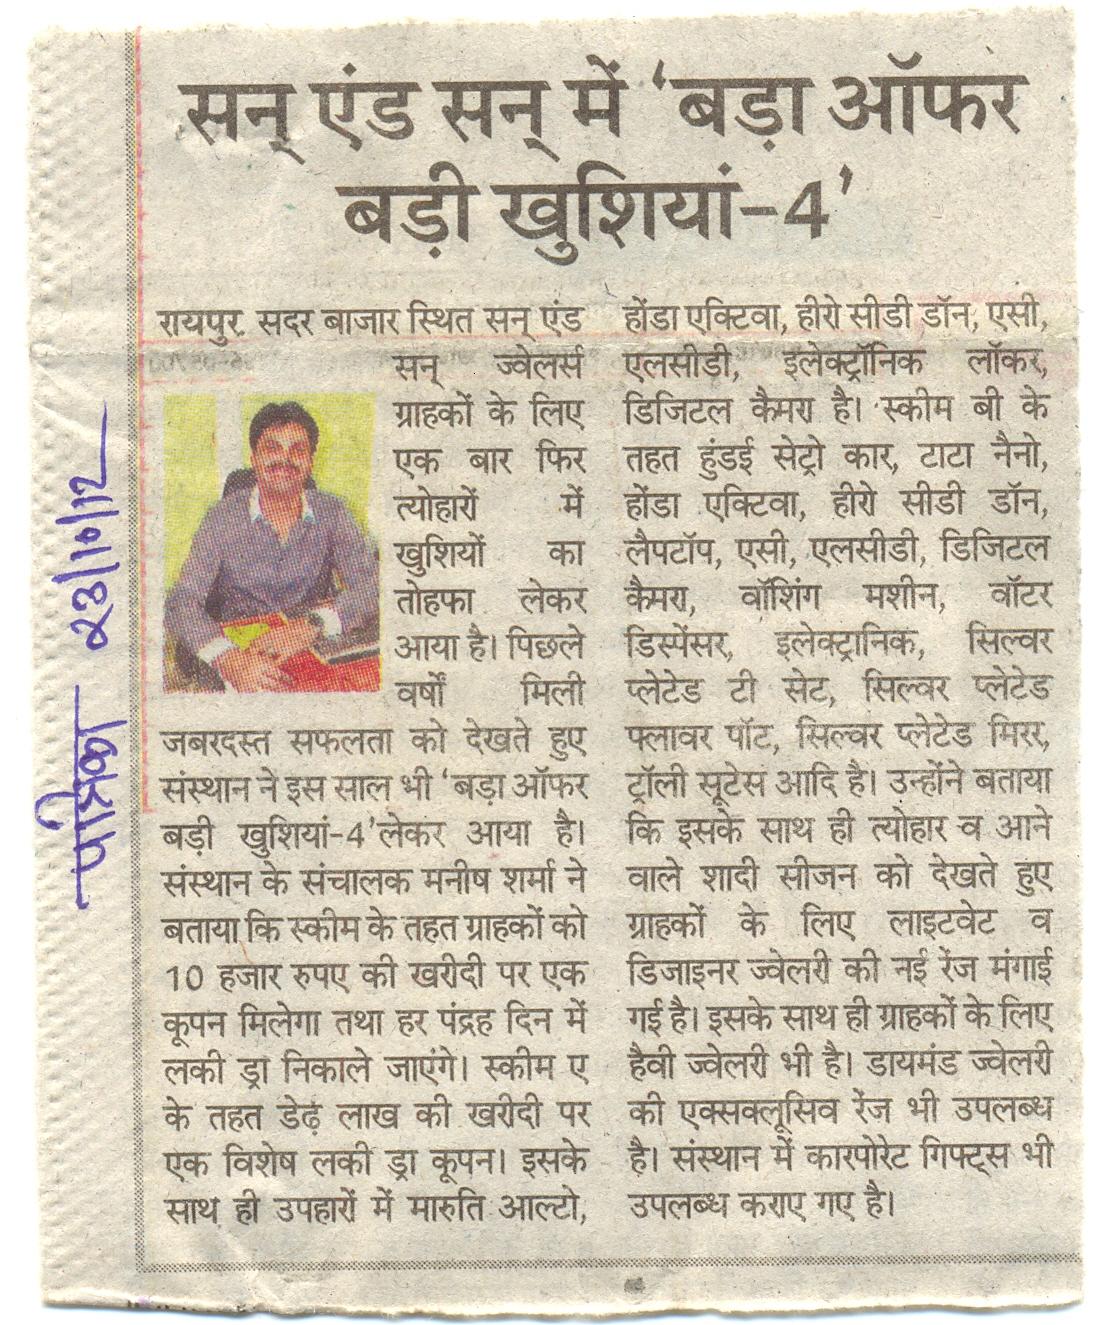 सन् एंड सन् में ‘बड़ा ऑफर
बड़ी खुशियां-4’
रायपुर. सदर बाजार स्थित सन् एंड
सन् ज्वेलर्स
ग्राहकों के लिए
एक बार फिर
त्योहारों में
खुशियों का
तोहफा लेकर
आया है। पिछले
वर्षों मिली
जबरदस्त सफलता को देखते हुए
संस्थान ने इस साल भी ‘बड़ा ऑफर
बड़ी खुशियां-4’लेकर आया है।
संस्थान के संचालक मनीष शर्मा ने
बताया कि स्कीम के तहत ग्राहकों को
10 हजार रुपए की खरीदी पर एक
कूपन मिलेगा तथा हर पंद्रह दिन में
लकी ड्रा निकाले जाएंगे। स्कीम ए
के तहत डेढ़ लाख की खरीदी पर
एक विशेष लकी ड्रा कूपन। इसके
साथ ही उपहारों में मारुति आल्टो,
होंडा एक्टिवा, हीरो सीडी डॉन, एसी,
एलसीडी, इलेक्ट्रॉनिक लॉकर,
डिजिटल कैमरा है। स्कीम बी के
तहत हुंडई सेंट्रो कार, टाटा नैनो,
होंडा एक्टिवा, हीरो सीडी डॉन,
लैपटॉप, एसी, एलसीडी, डिजिटल
कैमरा, वॉशिंग मशीन, वॉटर
डिस्पेंसर, इलेक्ट्रानिक, सिल्वर
प्लेटेड टी सेट, सिल्वर प्लेटेड
फ्लावर पॉट, सिल्वर प्लेटेड मिरर,
ट्रॉली सूटेस आदि है। उन्होंने बताया
कि इसके साथ ही त्योहार व आने
वाले शादी सीजन को देखते हुए
ग्राहकों के लिए लाइटवेट व
डिजाइनर ज्वेलरी की नई रेंज मंगाई
गई है। इसके साथ ही ग्राहकों के लिए
हैवी ज्वेलरी भी है। डायमंड ज्वेलरी
की एक्सक्लूसिव रेंज भी उपलब्ध
है। संस्थान में कारपोरेट गिफ्ट्स भी
उपलब्ध कराए गए है।
पत्रिका २३/१०/१२